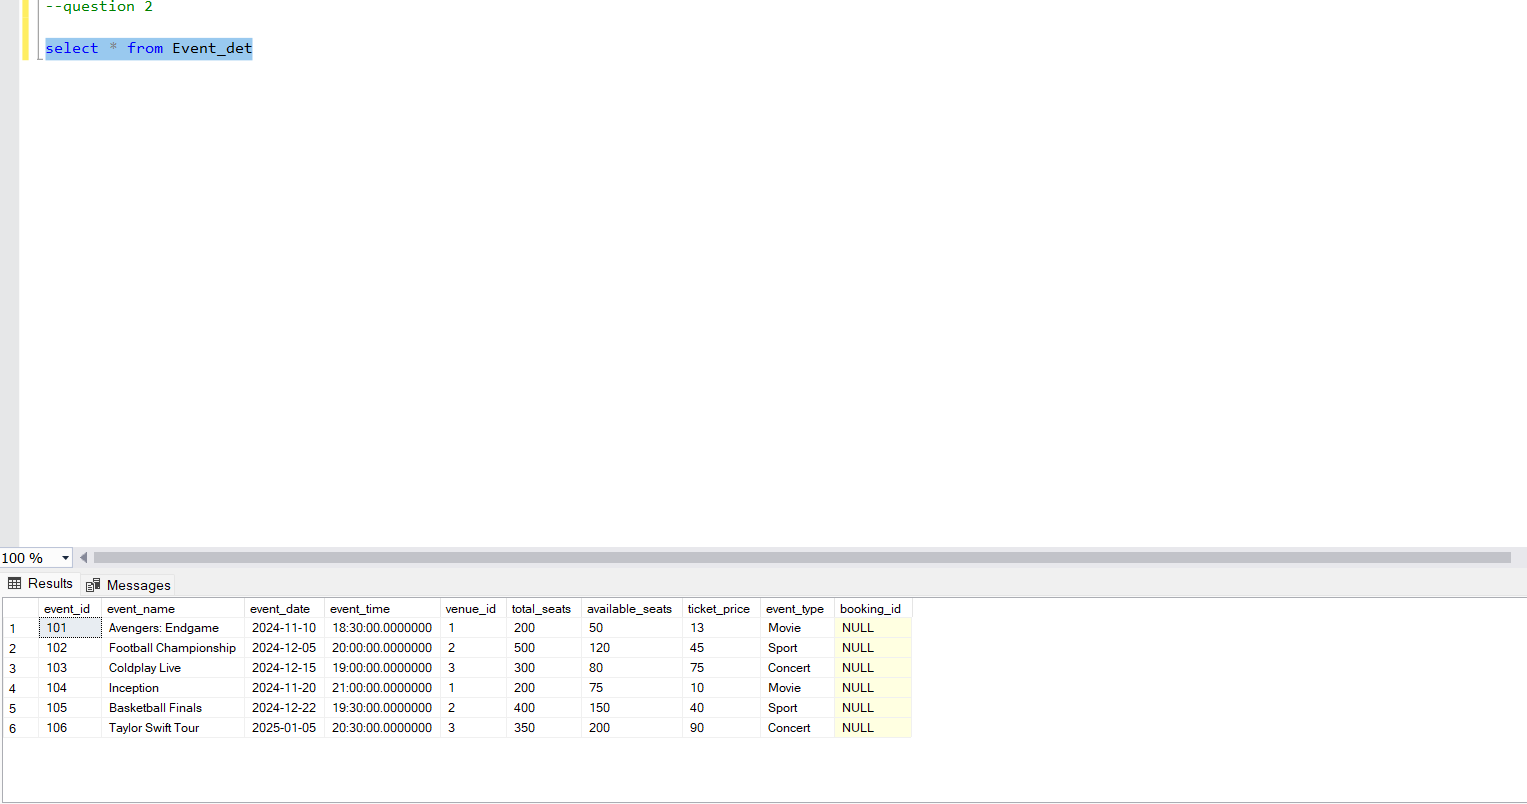 --question 2
select * from Event_det
100 %
Results Messages
event_id event_name event_date event_time venue_id total_seats available_seats ticket_price event_type booking_id
1 101 Avengers: Endgame 2024-11-10 18:30:00.0000000 1 200 50 13 Movie NULL
2 102 Football Championship 2024-12-05 20:00:00.0000000 2 500 120 45 Sport NULL
3 103 Coldplay Live 2024-12-15 19:00:00.0000000 3 300 80 75 Concert NULL
4 104 Inception 2024-11-20 21:00:00.0000000 1 200 75 10 Movie NULL
5 105 Basketball Finals 2024-12-22 19:30:00.0000000 2 400 150 40 Sport NULL
6 106 Taylor Swift Tour 2025-01-05 20:30:00.0000000 3 350 200 90 Concert NULL